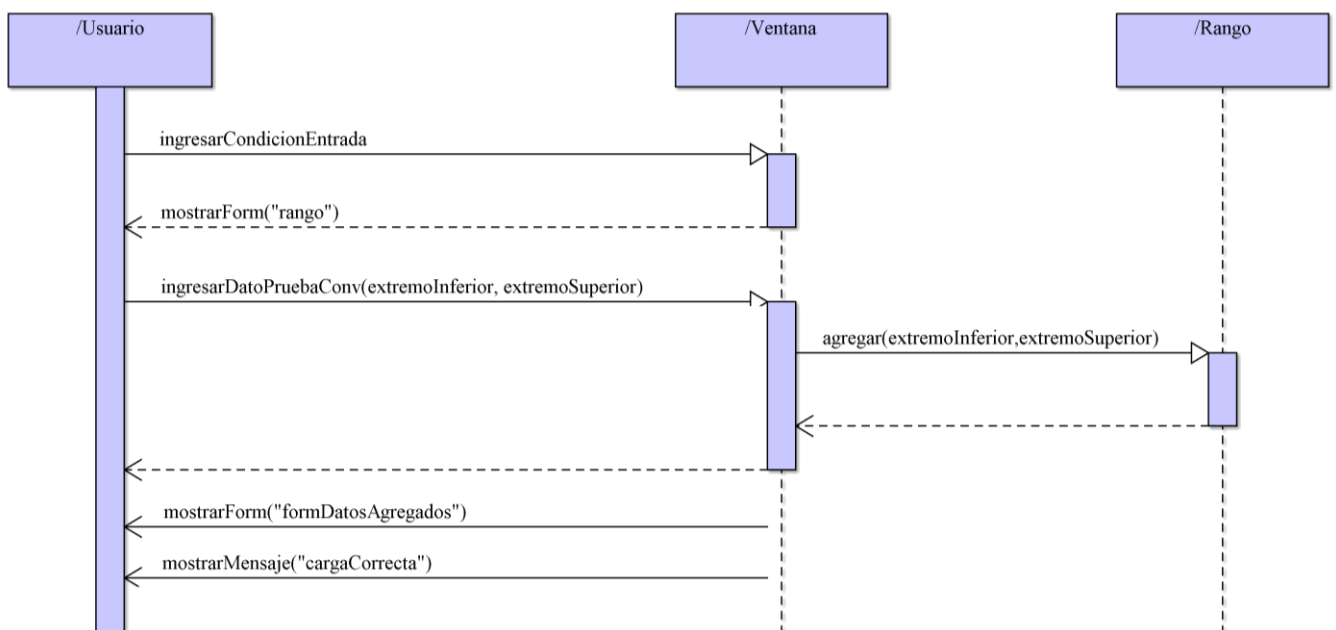 /Usuario
/Ventana
/Rango
ingresarCondicionEntrada
mostrarForm("rango")
ingresarDatoPruebaConv(extremoInferior, extremoSuperior)
agregar(extremoInferior,extremoSuperior)
mostrarForm("formDatosAgregados")
mostrarMensaje("cargaCorrecta")